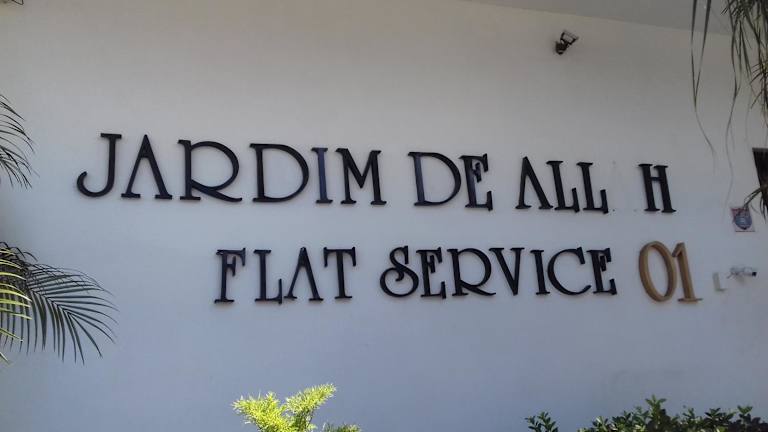 JARDIM DE ALL H
FLAT SERVICE 01